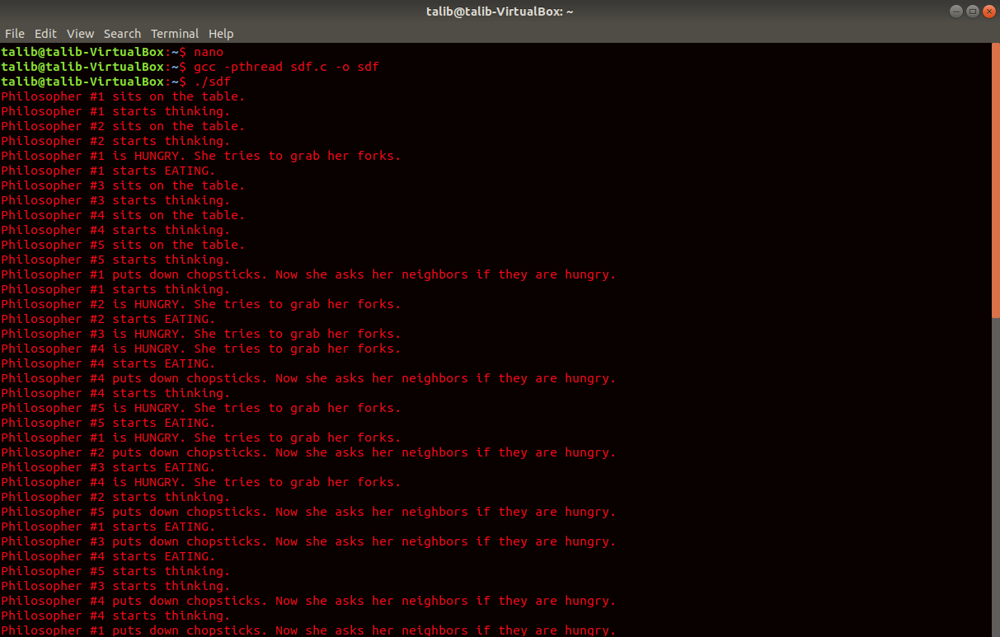 talib@talib-VirtualBox: ~
File Edit View Search Terminal Help
talib@talib-VirtualBox:~$ nano
talib@talib-VirtualBox:~$ gcc -pthread sdf.c -o sdf
talib@talib-VirtualBox:~$ ./sdf
Philosopher #1 sits on the table.
Philosopher #1 starts thinking.
Philosopher #2 sits on the table.
Philosopher #2 starts thinking.
Philosopher #1 is HUNGRY. She tries to grab her forks.
Philosopher #1 starts EATING.
Philosopher #3 sits on the table.
Philosopher #3 starts thinking.
Philosopher #4 sits on the table.
Philosopher #4 starts thinking.
Philosopher #5 sits on the table.
Philosopher #5 starts thinking.
Philosopher #1 puts down chopsticks. Now she asks her neighbors if they are hungry.
Philosopher #1 starts thinking.
Philosopher #2 is HUNGRY. She tries to grab her forks.
Philosopher #2 starts EATING.
Philosopher #3 is HUNGRY. She tries to grab her forks.
Philosopher #4 is HUNGRY. She tries to grab her forks.
Philosopher #4 starts EATING.
Philosopher #4 puts down chopsticks. Now she asks her neighbors if they are hungry.
Philosopher #4 starts thinking.
Philosopher #5 is HUNGRY. She tries to grab her forks.
Philosopher #5 starts EATING.
Philosopher #1 is HUNGRY. She tries to grab her forks.
Philosopher #2 puts down chopsticks. Now she asks her neighbors if they are hungry.
Philosopher #3 starts EATING.
Philosopher #4 is HUNGRY. She tries to grab her forks.
Philosopher #2 starts thinking.
Philosopher #5 puts down chopsticks. Now she asks her neighbors if they are hungry.
Philosopher #1 starts EATING.
Philosopher #3 puts down chopsticks. Now she asks her neighbors if they are hungry.
Philosopher #4 starts EATING.
Philosopher #5 starts thinking.
Philosopher #3 starts thinking.
Philosopher #4 puts down chopsticks. Now she asks her neighbors if they are hungry.
Philosopher #4 starts thinking.
Philosopher #1 puts down chopsticks. Now she asks her neighbors if they are hungry.